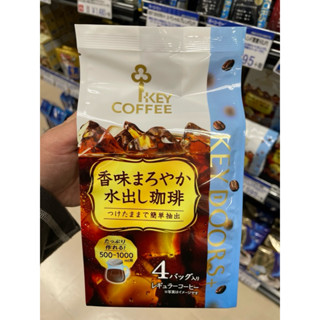 KEY
COFFEE
KEY DOORS+
香味まろやか
水出し珈琲
つけたままで簡単抽出
たっぷり
作れる!
500~1000
4バッグ入り
レギュラーコーヒー
95